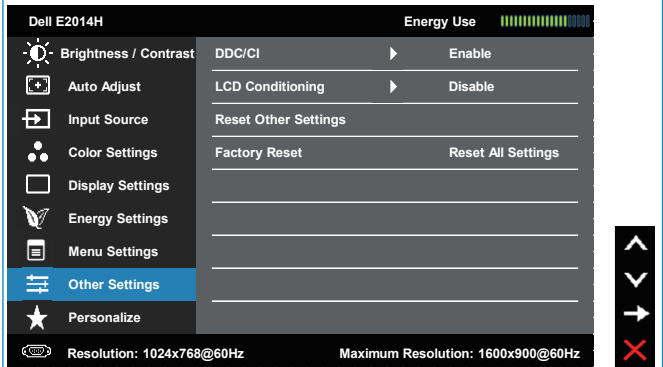 Dell E2014H Energy Use
Brightness / Contrast DDC/CI Enable
Auto Adjust LCD Conditioning Disable
Input Source Reset Other Settings
Color Settings Factory Reset Reset All Settings
Display Settings
Energy Settings
Menu Settings
Other Settings
Personalize
Resolution: 1024x768@60Hz Maximum Resolution: 1600x900@60Hz